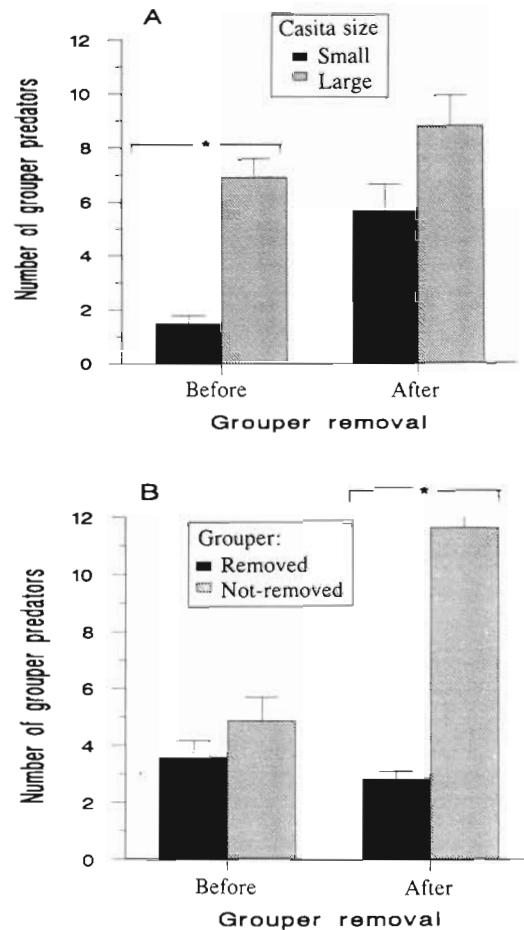 A
Casita size
Small
Large
Number of grouper predators
12
10
8
6
4
2
0
*
Before
After
Grouper removal
B
Grouper:
Removed
Not-removed
Number of grouper predators
12
10
8
6
4
2
0
*
Before
After
Grouper removal